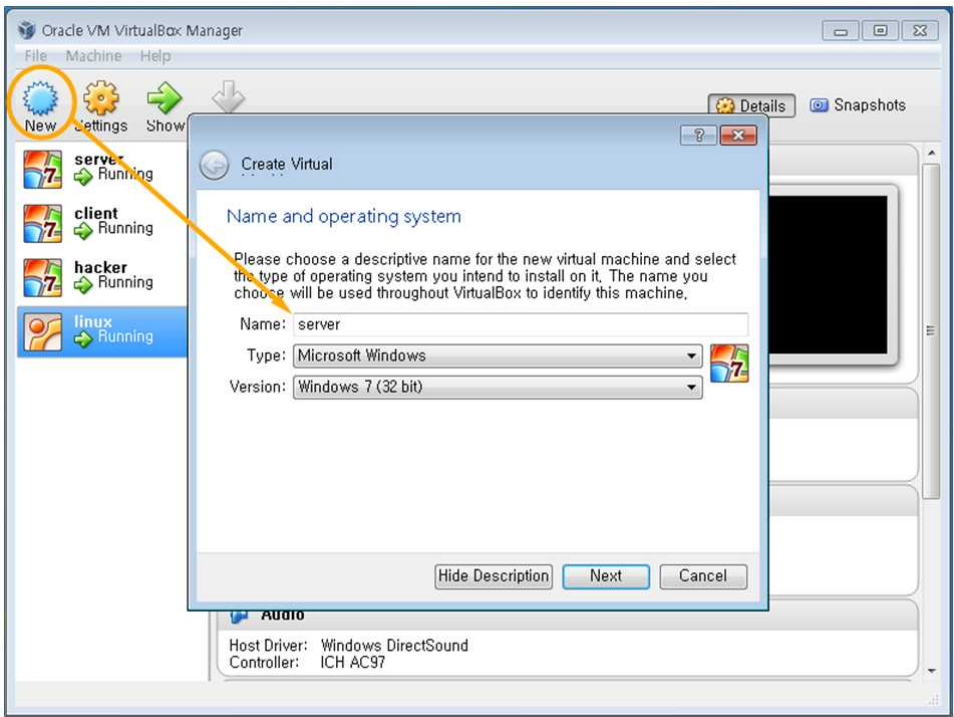 Oracle VM VirtualBox Manager
File Machine Help
New Settings Show
Details Snapshots
server
Running
client
Running
hacker
Running
linux
Running
Create Virtual
Name and operating system
Please choose a descriptive name for the new virtual machine and select
the type of operating system you intend to install on it, The name you
choose will be used throughout VirtualBox to identify this machine,
Name: server
Type: Microsoft Windows
Version: Windows 7 (32 bit)
Hide Description Next Cancel
Audio
Host Driver: Windows DirectSound
Controller: ICH AC97